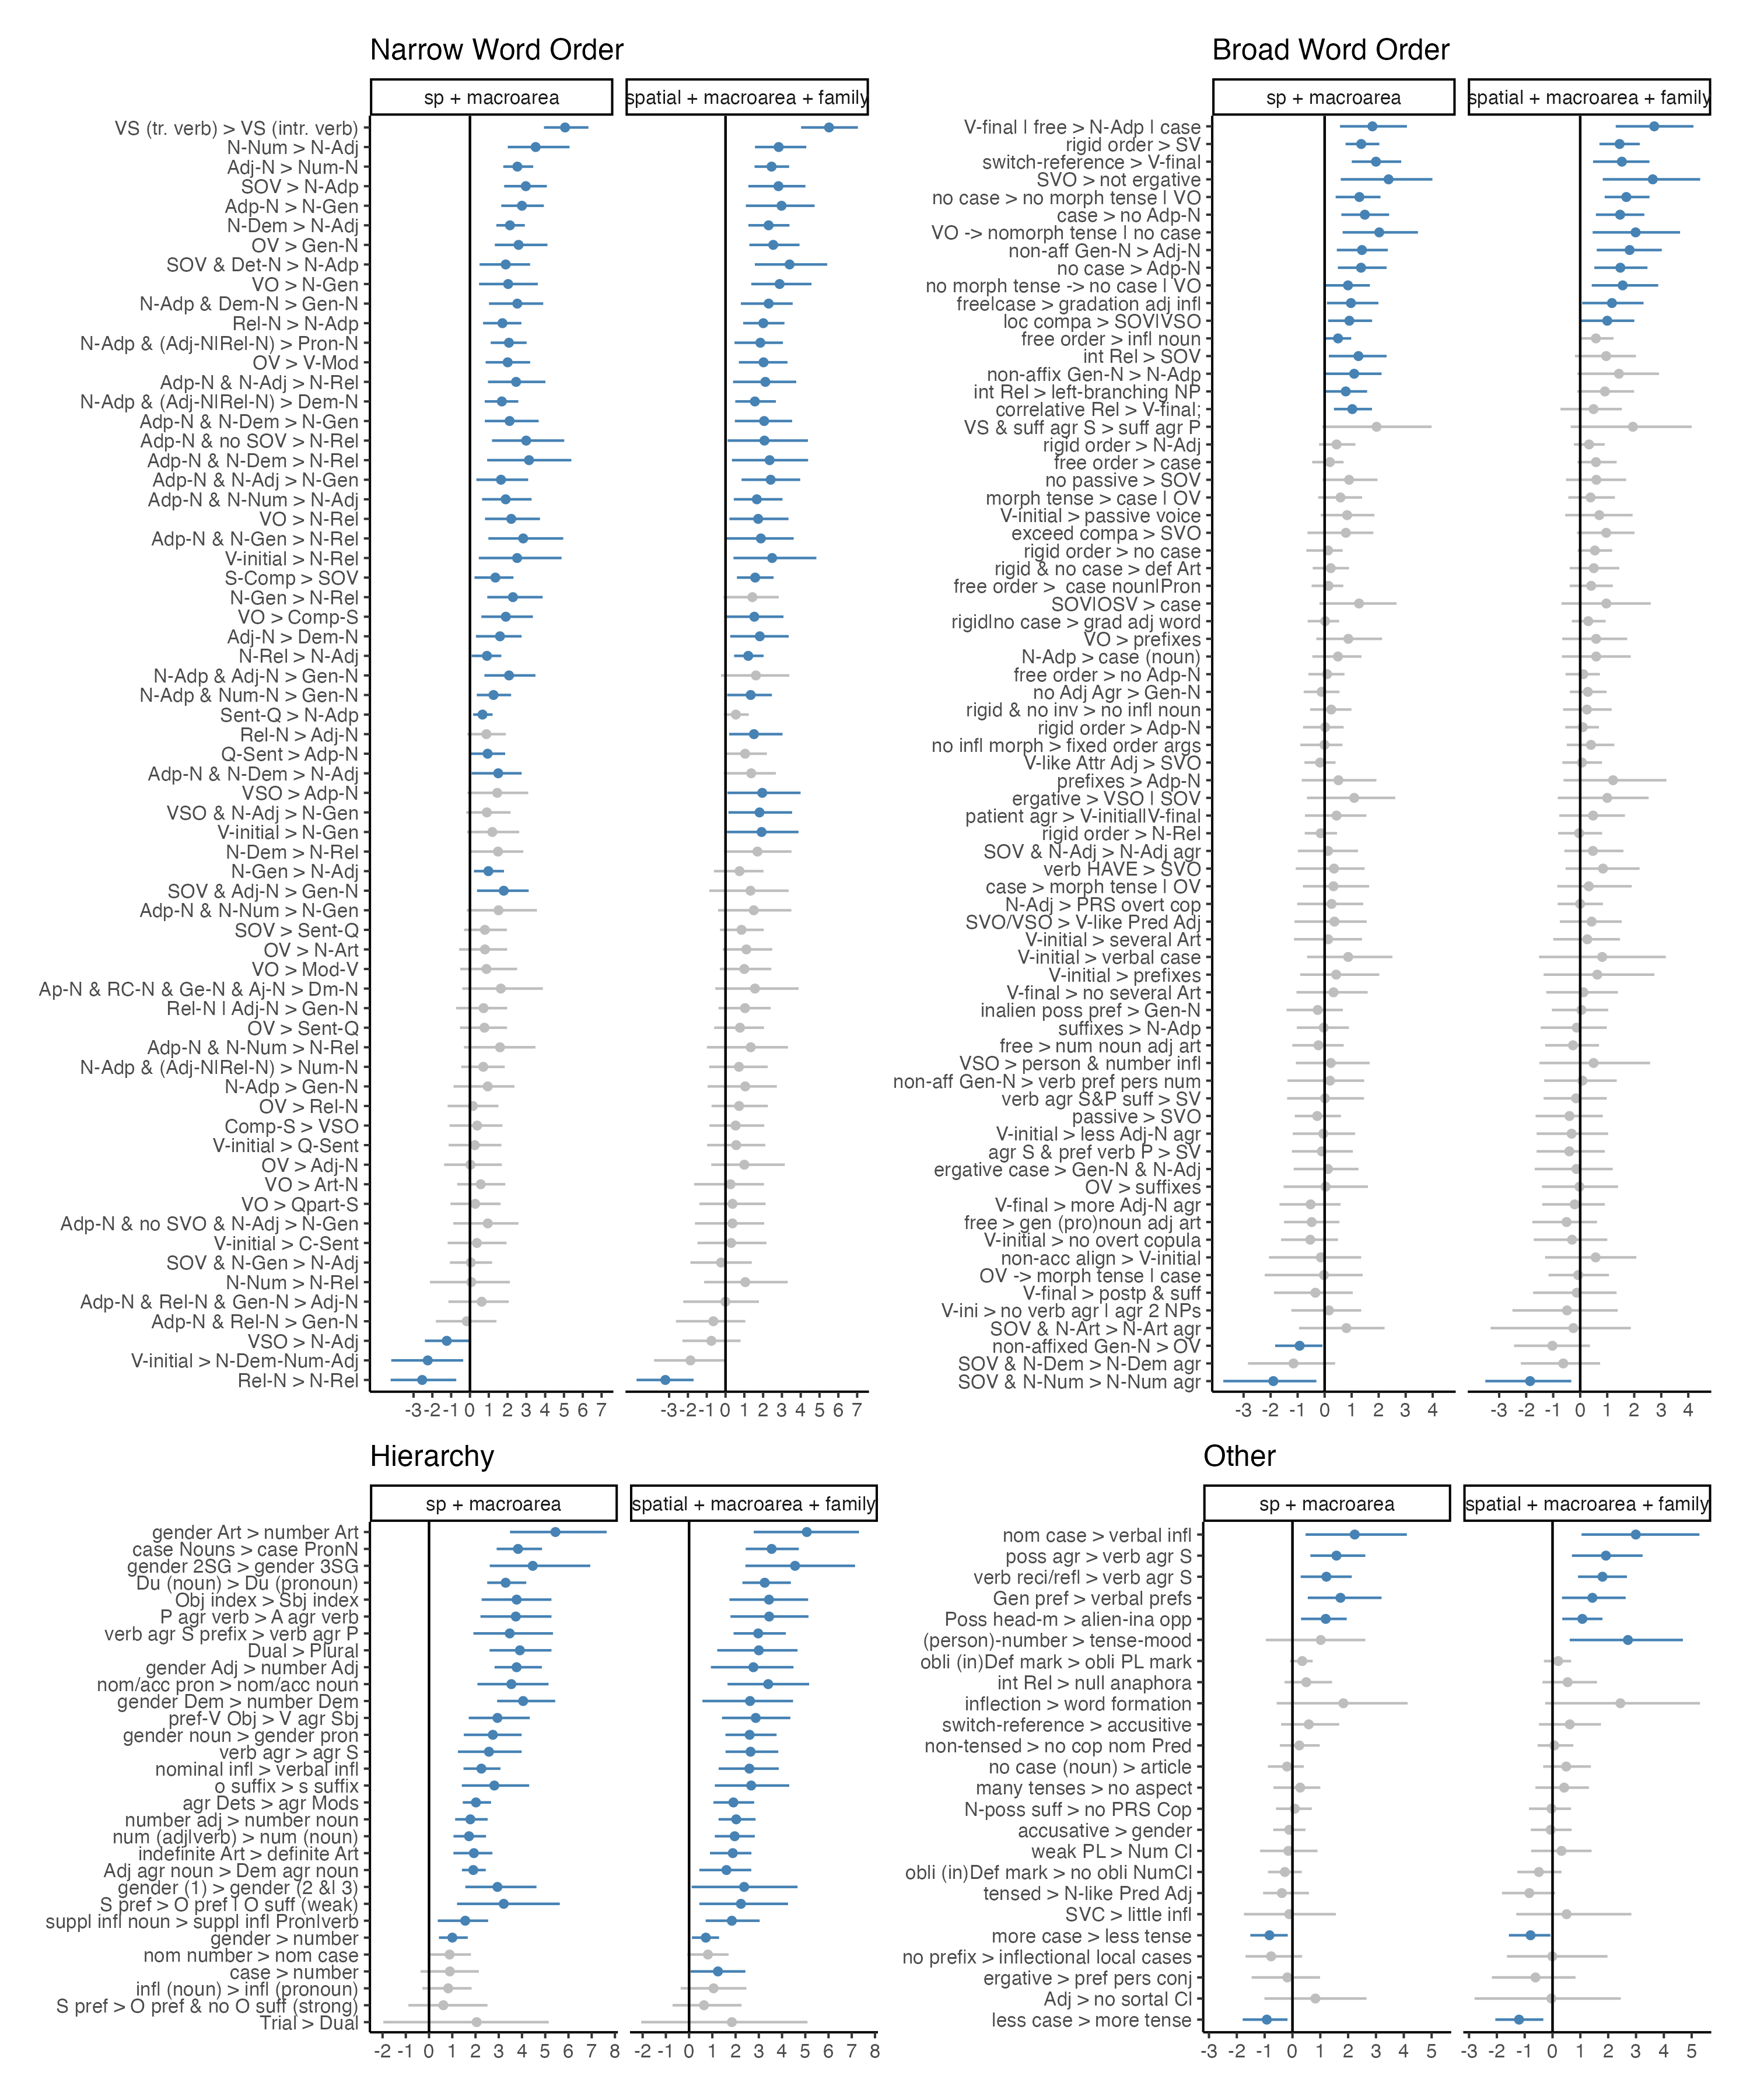 Narrow Word Order
sp + macroarea
spatial + macroarea + family
VS (tr. verb) > VS (intr. verb)
N-Num > N-Adj
Adj-N > Num-N
SOV > N-Adp
Adp-N > N-Gen
N-Dem > N-Adj
OV > Gen-N
SOV & Det-N > N-Adp
VO > N-Gen
N-Adp & Dem-N > Gen-N
Rel-N > N-Adp
N-Adp & (Adj-N|Rel-N) > Pron-N
OV > V-Mod
Adp-N & N-Adj > N-Rel
N-Adp & (Adj-N|Rel-N) > Dem-N
Adp-N & N-Dem > N-Gen
Adp-N & no SOV > N-Rel
Adp-N & N-Dem > N-Rel
Adp-N & N-Adj > N-Gen
Adp-N & N-Num > N-Adj
VO > N-Rel
Adp-N & N-Gen > N-Rel
V-initial > N-Rel
S-Comp > SOV
N-Gen > N-Rel
VO > Comp-S
Adj-N > Dem-N
N-Rel > N-Adj
N-Adp & Adj-N > Gen-N
N-Adp & Num-N > Gen-N
Sent-Q > N-Adp
Rel-N > Adj-N
Q-Sent > Adp-N
Adp-N & N-Dem > N-Adj
VSO > Adp-N
VSO & N-Adj > N-Gen
V-initial > N-Gen
N-Dem > N-Rel
N-Gen > N-Adj
SOV & Adj-N > Gen-N
Adp-N & N-Num > N-Gen
SOV > Sent-Q
OV > N-Art
VO > Mod-V
Ap-N & RC-N & Ge-N & Aj-N > Dm-N
Rel-N | Adj-N > Gen-N
OV > Sent-Q
Adp-N & N-Num > N-Rel
N-Adp & (Adj-N|Rel-N) > Num-N
N-Adp > Gen-N
OV > Rel-N
Comp-S > VSO
V-initial > Q-Sent
OV > Adj-N
VO > Art-N
VO > Qpart-S
Adp-N & no SVO & N-Adj > N-Gen
V-initial > C-Sent
SOV & N-Gen > N-Adj
N-Num > N-Rel
Adp-N & Rel-N & Gen-N > Adj-N
Adp-N & Rel-N > Gen-N
VSO > N-Adj
V-initial > N-Dem-Num-Adj
Rel-N > N-Rel
-3 -2 -1 0 1 2 3 4 5 6 7
-3 -2 -1 0 1 2 3 4 5 6 7
Broad Word Order
sp + macroarea
spatial + macroarea + family
V-final | free > N-Adp | case
rigid order > SV
switch-reference > V-final
SVO > not ergative
no case > no morph tense | VO
case > no Adp-N
VO -> nomorph tense | no case
non-aff Gen-N > Adj-N
no case > Adp-N
no morph tense -> no case | VO
free|case > gradation adj infl
loc compa > SOV|VSO
free order > infl noun
int Rel > SOV
non-affix Gen-N > N-Adp
int Rel > left-branching NP
correlative Rel > V-final;
VS & suff agr S > suff agr P
rigid order > N-Adj
free order > case
no passive > SOV
morph tense > case | OV
V-initial > passive voice
exceed compa > SVO
rigid order > no case
rigid & no case > def Art
free order >  case noun|Pron
SOV|OSV > case
rigid|no case > grad adj word
VO > prefixes
N-Adp > case (noun)
free order > no Adp-N
no Adj Agr > Gen-N
rigid & no inv > no infl noun
rigid order > Adp-N
no infl morph > fixed order args
V-like Attr Adj > SVO
prefixes > Adp-N
ergative > VSO | SOV
patient agr > V-initial|V-final
rigid order > N-Rel
SOV & N-Adj > N-Adj agr
verb HAVE > SVO
case > morph tense | OV
N-Adj > PRS overt cop
SVO/VSO > V-like Pred Adj
V-initial > several Art
V-initial > verbal case
V-initial > prefixes
V-final > no several Art
inalien poss pref > Gen-N
suffixes > N-Adp
free > num noun adj art
VSO > person & number infl
non-aff Gen-N > verb pref pers num
verb agr S&P suff > SV
passive > SVO
V-initial > less Adj-N agr
agr S & pref verb P > SV
ergative case > Gen-N & N-Adj
OV > suffixes
V-final > more Adj-N agr
free > gen (pro)noun adj art
V-initial > no overt copula
non-acc align > V-initial
OV -> morph tense | case
V-final > postp & suff
V-ini > no verb agr | agr 2 NPs
SOV & N-Art > N-Art agr
non-affixed Gen-N > OV
SOV & N-Dem > N-Dem agr
SOV & N-Num > N-Num agr
-3 -2 -1 0 1 2 3 4
-3 -2 -1 0 1 2 3 4
Hierarchy
sp + macroarea
spatial + macroarea + family
gender Art > number Art
case Nouns > case PronN
gender 2SG > gender 3SG
Du (noun) > Du (pronoun)
Obj index > Sbj index
P agr verb > A agr verb
verb agr S prefix > verb agr P
Dual > Plural
gender Adj > number Adj
nom/acc pron > nom/acc noun
gender Dem > number Dem
pref-V Obj > V agr Sbj
gender noun > gender pron
verb agr > agr S
nominal infl > verbal infl
o suffix > s suffix
agr Dets > agr Mods
number adj > number noun
num (adj|verb) > num (noun)
indefinite Art > definite Art
Adj agr noun > Dem agr noun
gender (1) > gender (2 &| 3)
S pref > O pref | O suff (weak)
suppl infl noun > suppl infl Pron|verb
gender > number
nom number > nom case
case > number
infl (noun) > infl (pronoun)
S pref > O pref & no O suff (strong)
Trial > Dual
-2 -1 0 1 2 3 4 5 6 7 8
-2 -1 0 1 2 3 4 5 6 7 8
Other
sp + macroarea
spatial + macroarea + family
nom case > verbal infl
poss agr > verb agr S
verb reci/refl > verb agr S
Gen pref > verbal prefs
Poss head-m > alien-ina opp
(person)-number > tense-mood
obli (in)Def mark > obli PL mark
int Rel > null anaphora
inflection > word formation
switch-reference > accusitive
non-tensed > no cop nom Pred
no case (noun) > article
many tenses > no aspect
N-poss suff > no PRS Cop
accusative > gender
weak PL > Num Cl
obli (in)Def mark > no obli NumCl
tensed > N-like Pred Adj
SVC > little infl
more case > less tense
no prefix > inflectional local cases
ergative > pref pers conj
Adj > no sortal Cl
less case > more tense
-3 -2 -1 0 1 2 3 4 5
-3 -2 -1 0 1 2 3 4 5